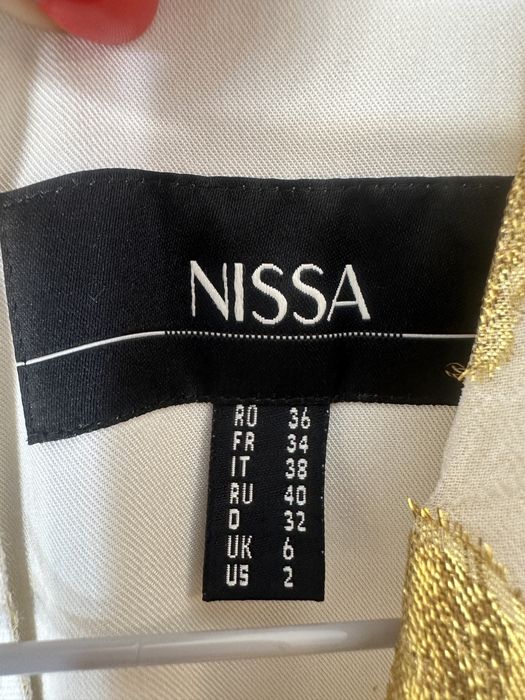 NISSA
RO 36
FR 34
IT 38
RU 40
D 32
UK 6
US 2